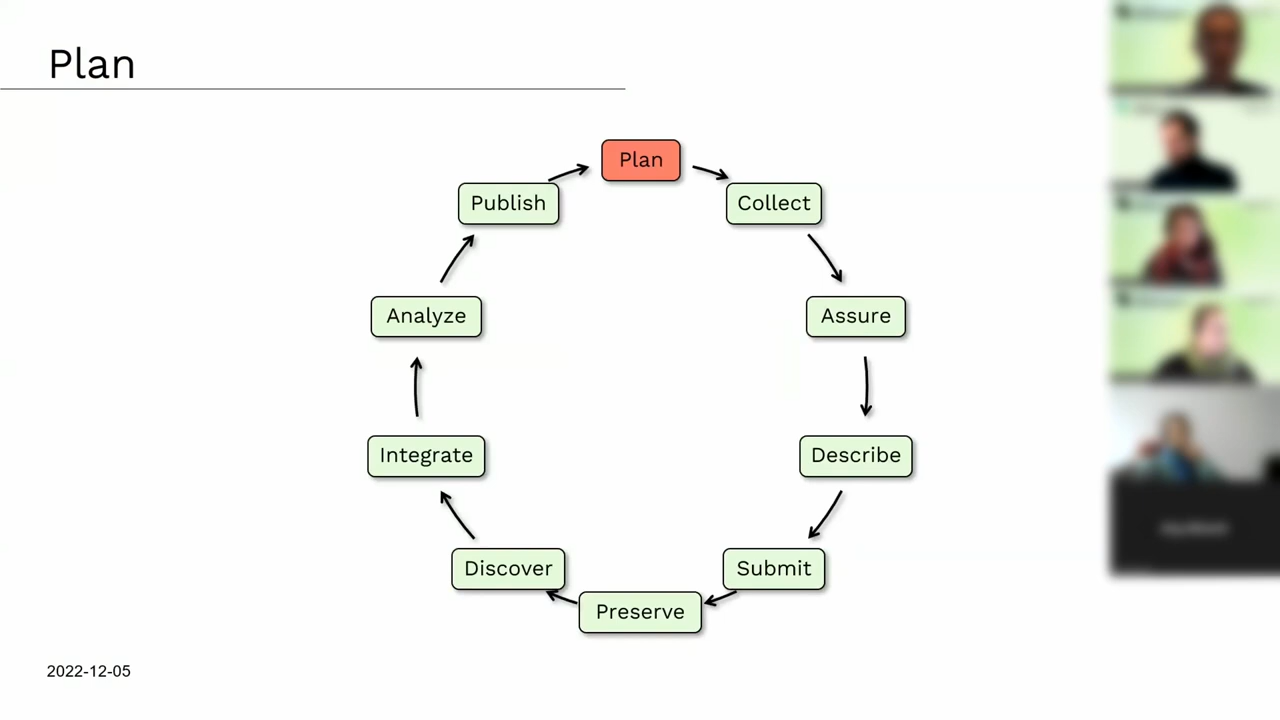 Plan
Plan
Collect
Assure
Describe
Submit
Preserve
Discover
Integrate
Analyze
Publish
2022-12-05